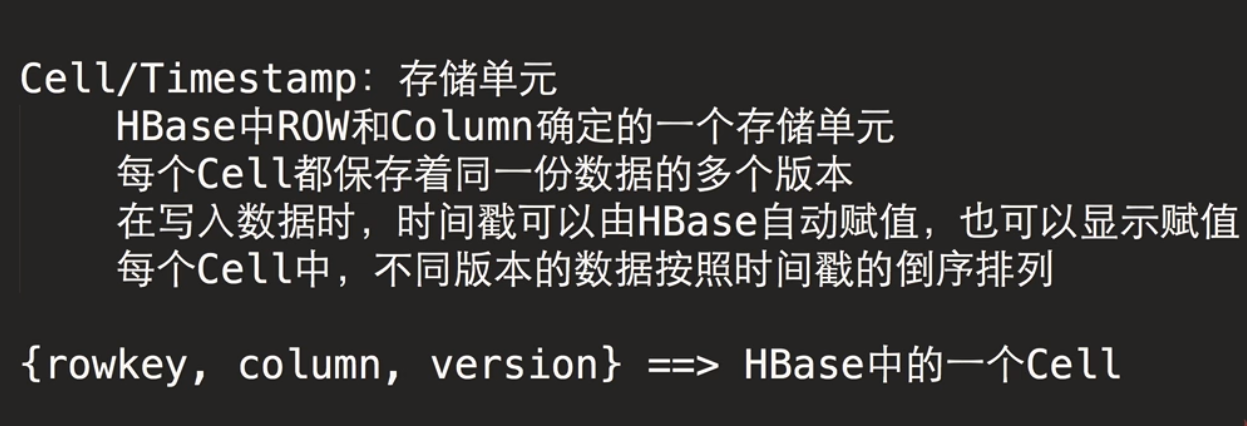 Cell/Timestamp：存储单元
HBase中ROW和Column确定的一个存储单元
每个Cell都保存着同一份数据的多个版本
在写入数据时，时间戳可以由HBase自动赋值，也可以显示赋值
每个Cell中，不同版本的数据按照时间戳的倒序排列
{rowkey, column, version} ==> HBase中的一个Cell